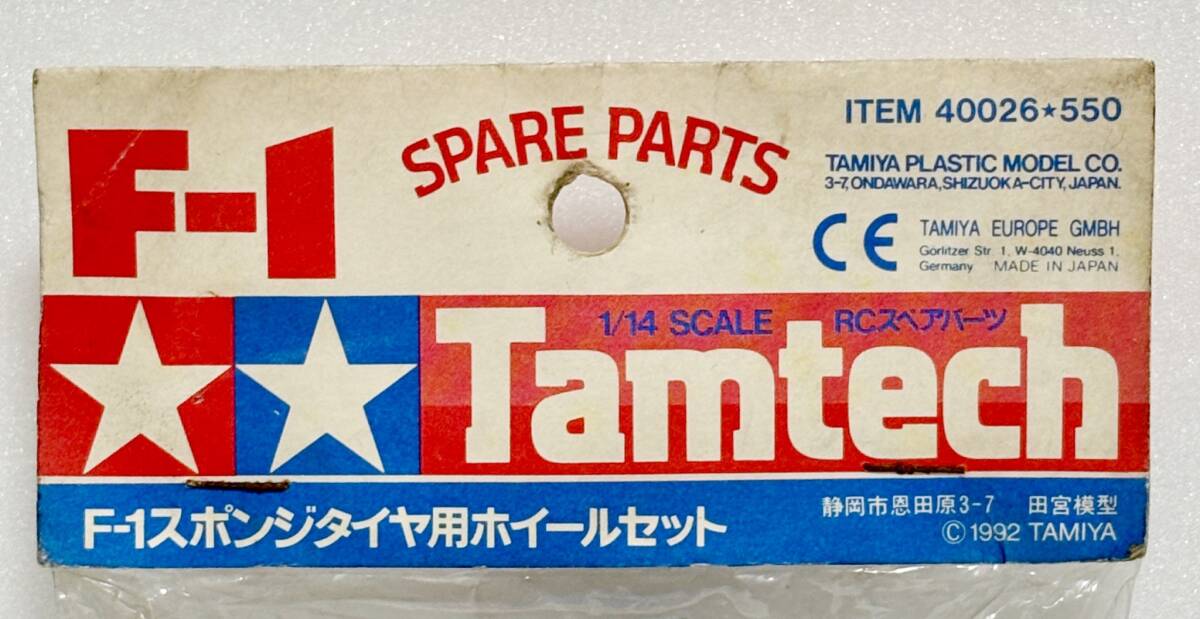 F-1
SPARE PARTS
ITEM 40026★550
TAMIYA PLASTIC MODEL CO.
3-7, ONDAWARA, SHIZUOKA-CITY, JAPAN.
CE TAMIYA EUROPE GMBH
Görlitzer Str. 1, W-4040 Neuss 1,
Germany MADE IN JAPAN
1/14 SCALE RCスペアパーツ
Tamtech
F-1スポンジタイヤ用ホイールセット
静岡市恩田原3-7 田宮模型
©1992 TAMIYA